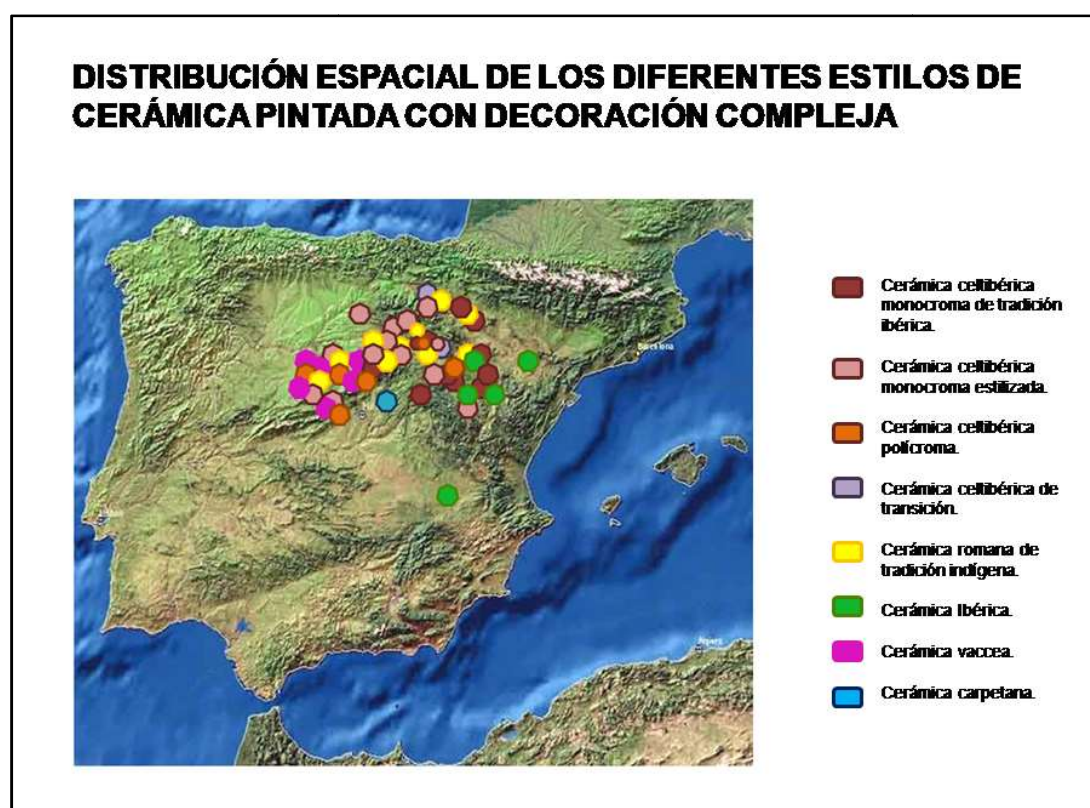 DISTRIBUCIÓN ESPACIAL DE LOS DIFERENTES ESTILOS DE
CERÁMICA PINTADA CON DECORACIÓN COMPLEJA
Cerámica celtibérica
monocroma de tradición
ibérica.
Cerámica celtibérica
monocroma estilizada.
Cerámica celtibérica
polícroma.
Cerámica celtibérica de
transición.
Cerámica romana de
tradición indígena.
Cerámica Ibérica.
Cerámica vaccea.
Cerámica carpetana.
Barcelona